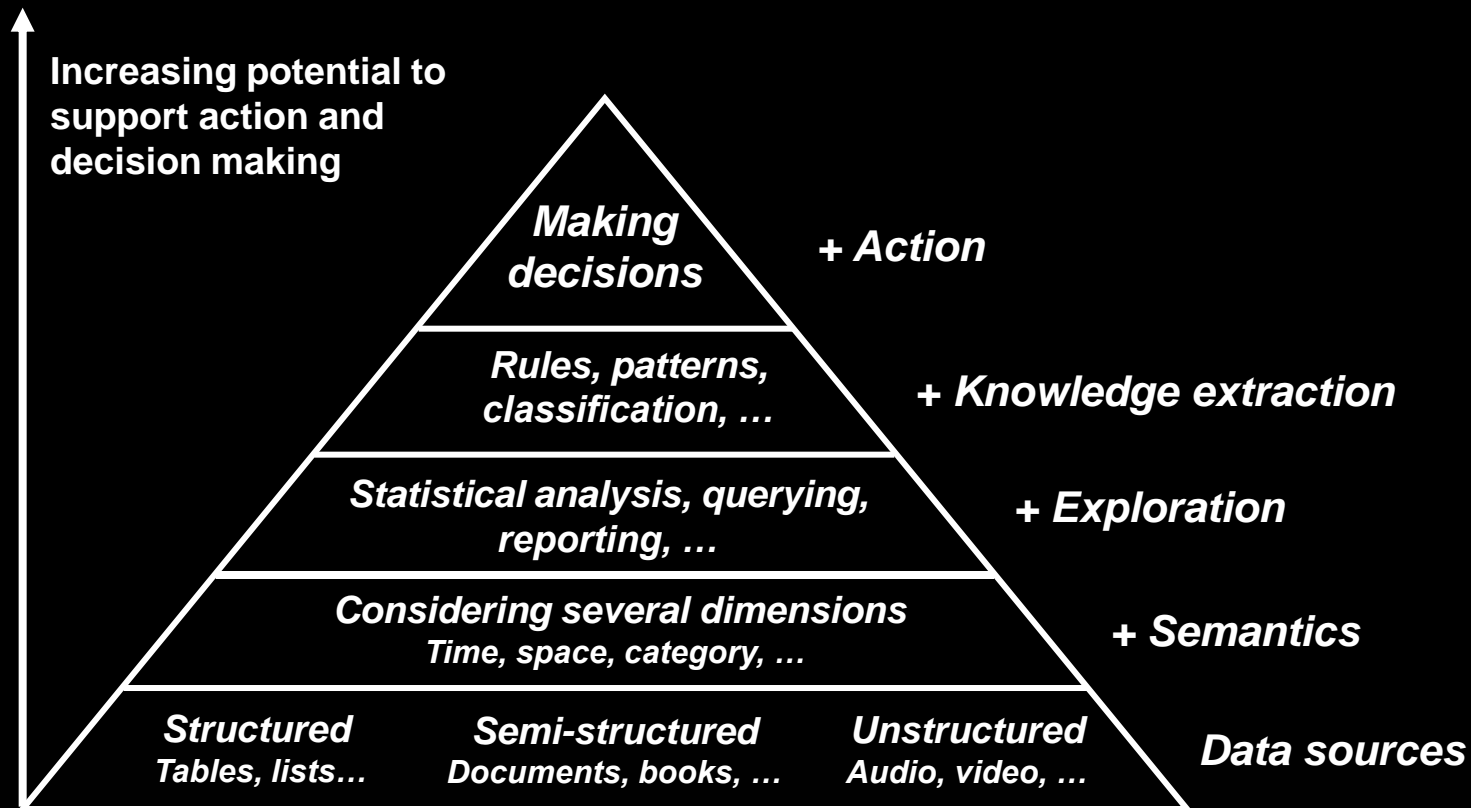 Increasing potential to
support action and
decision making
Making
decisions
+ Action
Rules, patterns,
classification, …
+ Knowledge extraction
Statistical analysis, querying,
reporting, …
+ Exploration
Considering several dimensions
Time, space, category, …
+ Semantics
Structured
Tables, lists…
Semi-structured
Documents, books, …
Unstructured
Audio, video, …
Data sources